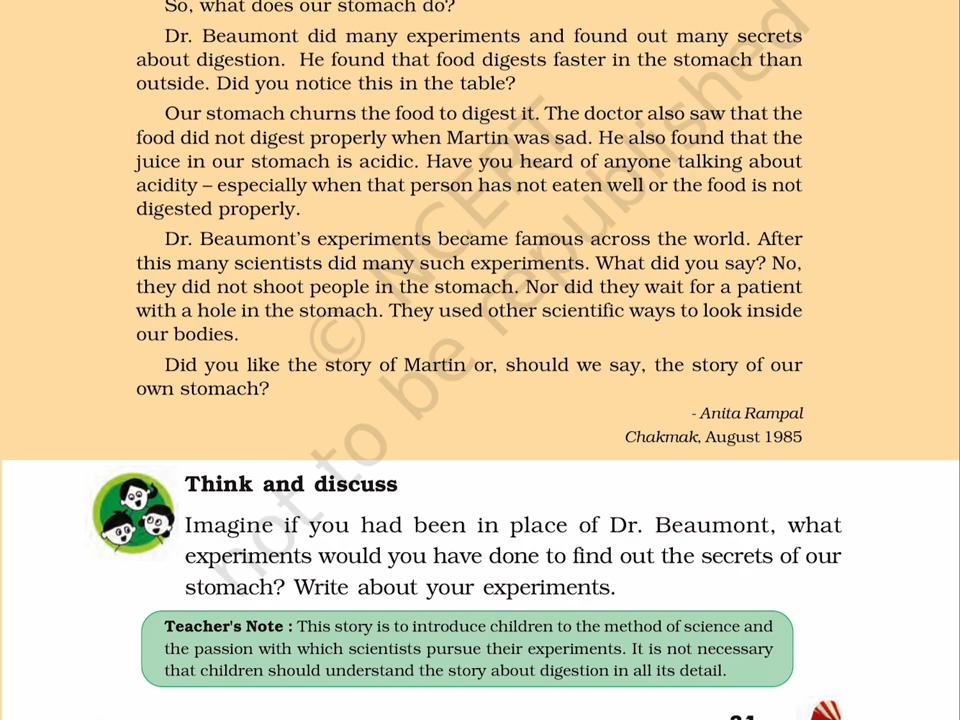 So, what does our stomach do?
Dr. Beaumont did many experiments and found out many secrets
about digestion. He found that food digests faster in the stomach than
outside. Did you notice this in the table?
Our stomach churns the food to digest it. The doctor also saw that the
food did not digest properly when Martin was sad. He also found that the
juice in our stomach is acidic. Have you heard of anyone talking about
acidity – especially when that person has not eaten well or the food is not
digested properly.
Dr. Beaumont's experiments became famous across the world. After
this many scientists did many such experiments. What did you say? No,
they did not shoot people in the stomach. Nor did they wait for a patient
with a hole in the stomach. They used other scientific ways to look inside
our bodies.
Did you like the story of Martin or, should we say, the story of our
own stomach?
- Anita Rampal
Chakmak, August 1985
© NCERT
not to be republished
Think and discuss
Imagine if you had been in place of Dr. Beaumont, what
experiments would you have done to find out the secrets of our
stomach? Write about your experiments.
Teacher's Note : This story is to introduce children to the method of science and
the passion with which scientists pursue their experiments. It is not necessary
that children should understand the story about digestion in all its detail.